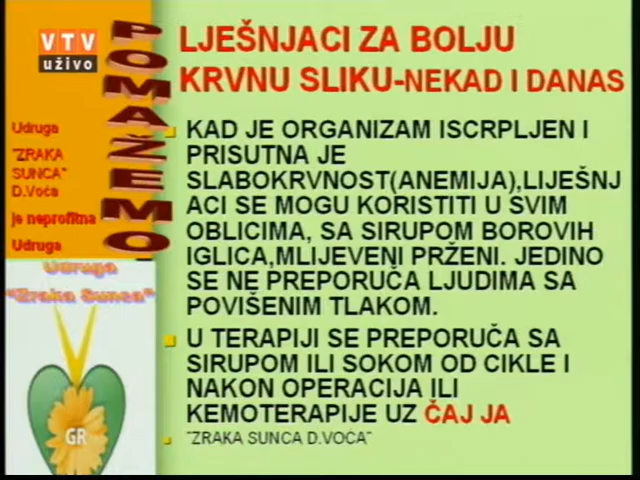 VTV
uživo
POMAŽEMO
Udruga
"ZRAKA
SUNCA"
D.Voća
je neprofitna
Udruga
Udruga
"Zraka Sunca"
GR
LJEŠNJACI ZA BOLJU
KRVNU SLIKU-NEKAD I DANAS
KAD JE ORGANIZAM ISCRPLJEN I
PRISUTNA JE
SLABOKRVNOST(ANEMIJA),LIJEŠNJ
ACI SE MOGU KORISTITI U SVIM
OBLICIMA, SA SIRUPOM BOROVIH
IGLICA,MLIJEVENI PRŽENI. JEDINO
SE NE PREPORUČA LJUDIMA SA
POVIŠENIM TLAKOM.
U TERAPIJI SE PREPORUČA SA
SIRUPOM ILI SOKOM OD CIKLE I
NAKON OPERACIJA ILI
KEMOTERAPIJE UZ ČAJ JA
"ZRAKA SUNCA D.VOĆA"